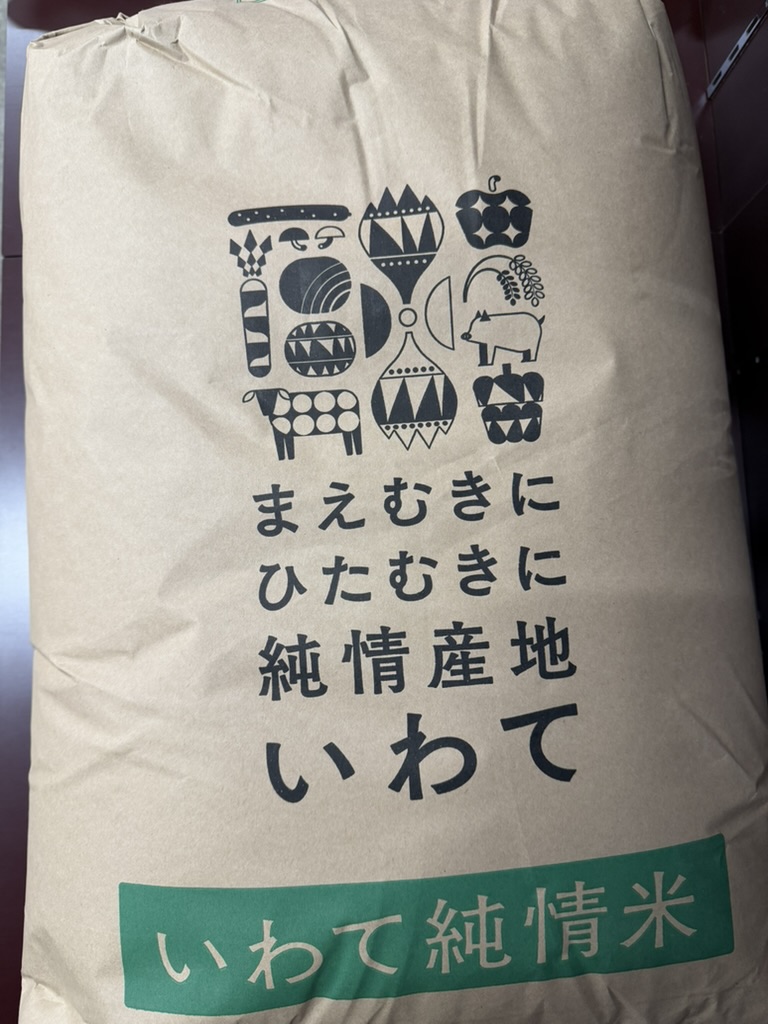 まえむきに
ひたむきに
純情産地
いわて
いわて純情米